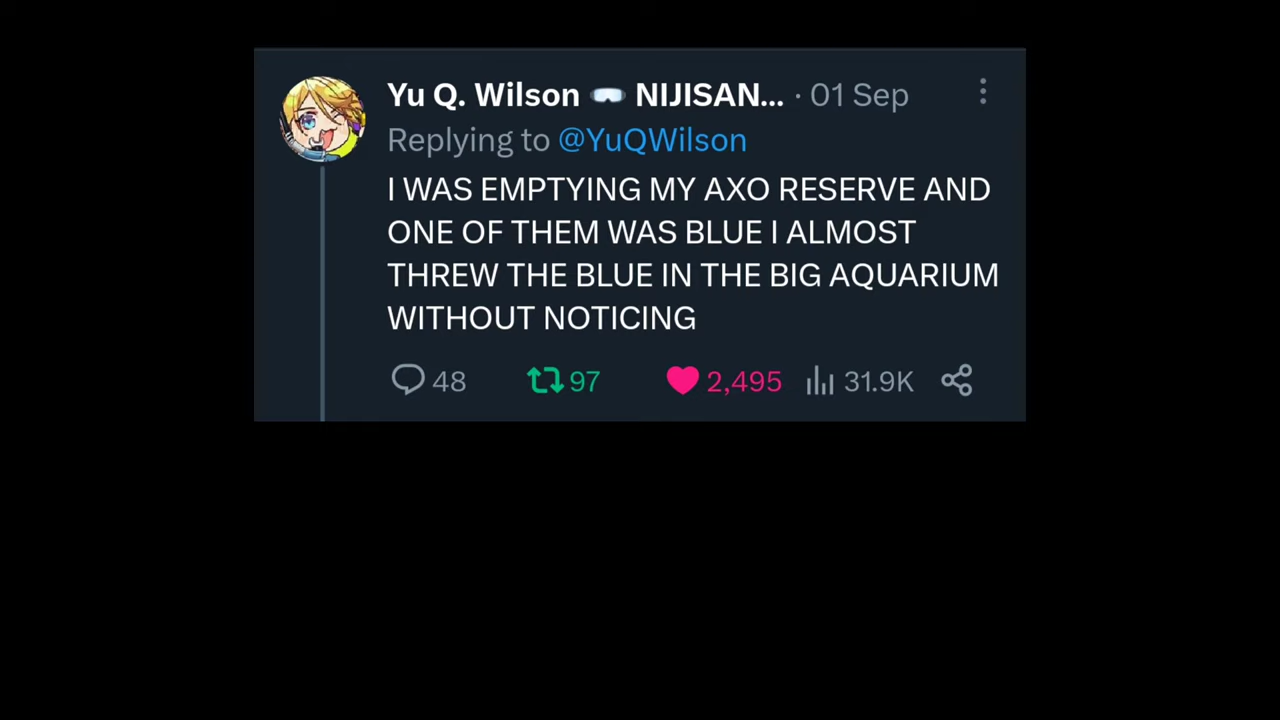 Yu Q. Wilson 🥽 NIJISAN... · 01 Sep
Replying to @YuQWilson
I WAS EMPTYING MY AXO RESERVE AND
ONE OF THEM WAS BLUE I ALMOST
THREW THE BLUE IN THE BIG AQUARIUM
WITHOUT NOTICING
48 97 2,495 31.9K